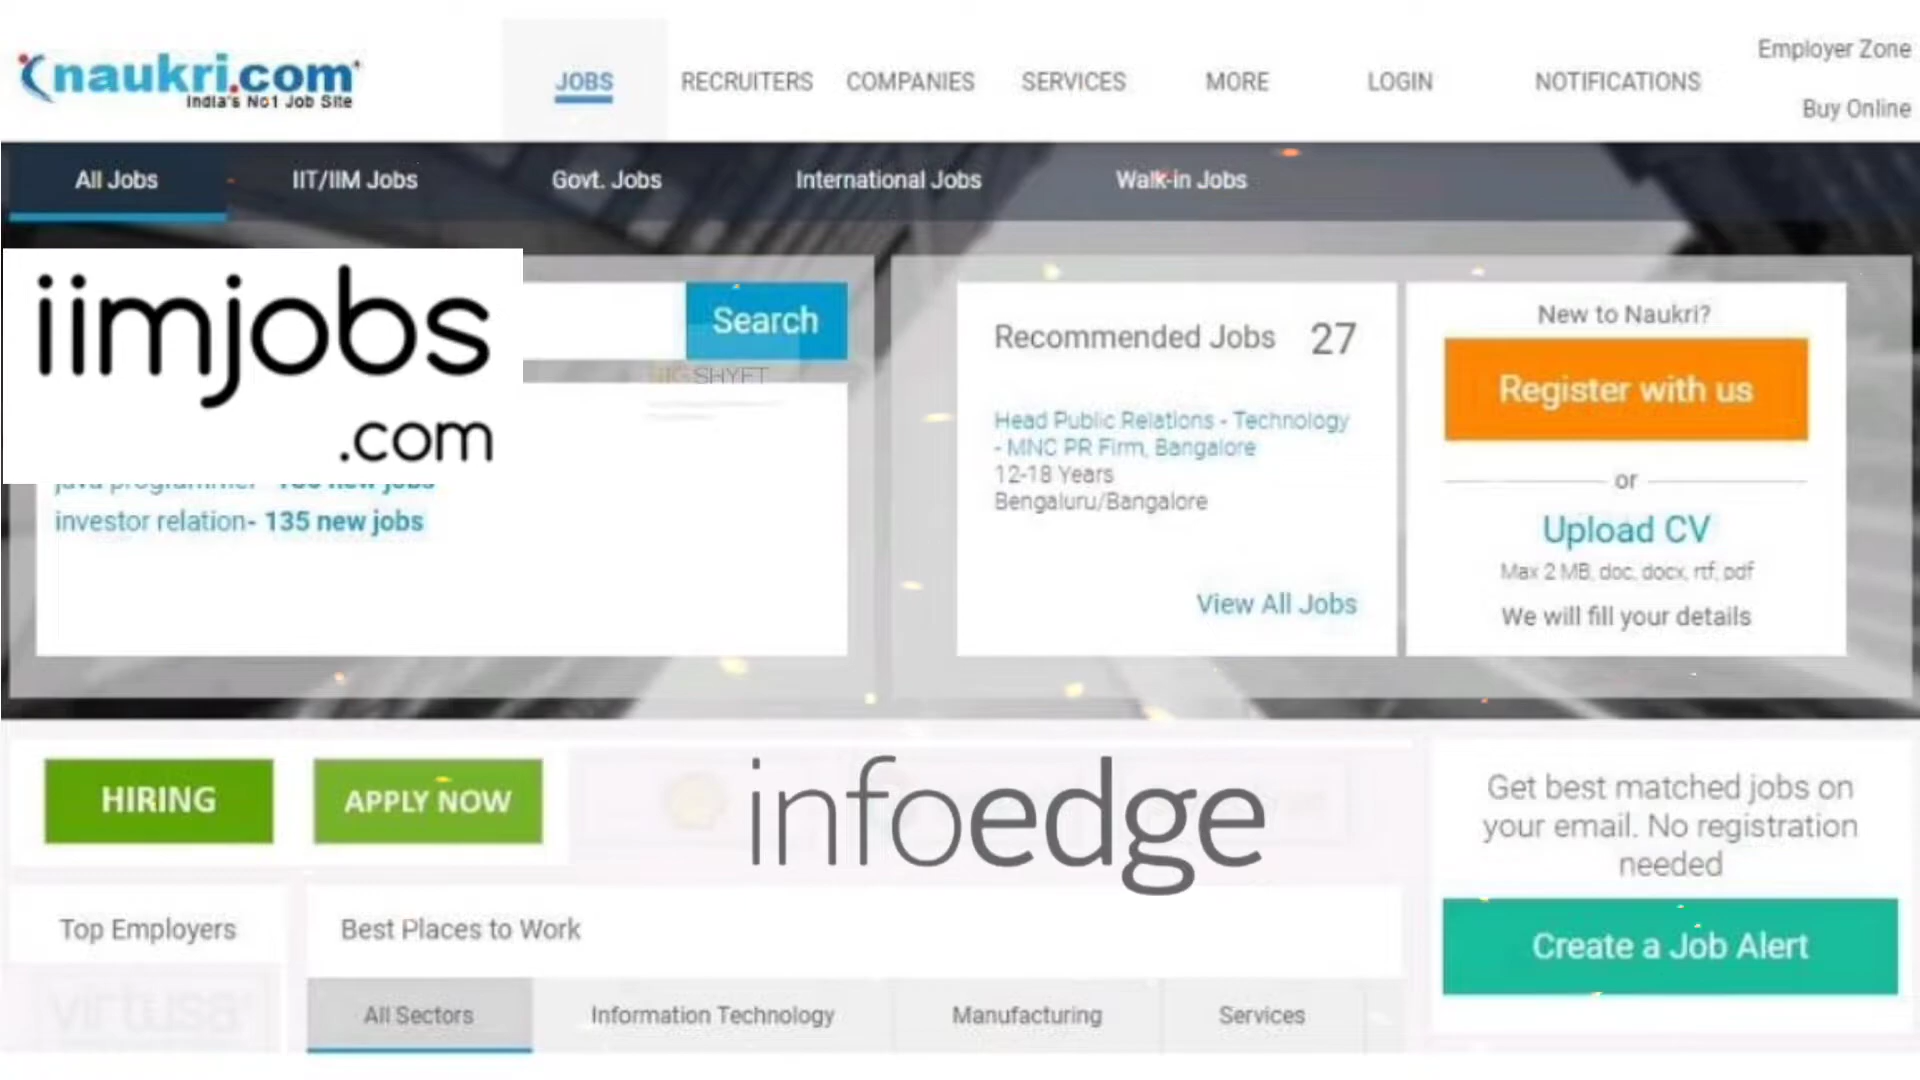 naukri.com
India's No1 Job Site
JOBS
RECRUITERS
COMPANIES
SERVICES
MORE
LOGIN
NOTIFICATIONS
Employer Zone
Buy Online
All Jobs
IIT/IIM Jobs
Govt. Jobs
International Jobs
Walk-in Jobs
iimjobs
.com
Search
SHYFT
investor relation- 135 new jobs
Recommended Jobs 27
Head Public Relations - Technology
- MNC PR Firm, Bangalore
12-18 Years
Bengaluru/Bangalore
View All Jobs
New to Naukri?
Register with us
or
Upload CV
Max 2 MB, doc, docx, rtf, pdf
We will fill your details
HIRING
APPLY NOW
infoedge
Get best matched jobs on
your email. No registration
needed
Create a Job Alert
Top Employers
virtusa
Best Places to Work
All Sectors
Information Technology
Manufacturing
Services